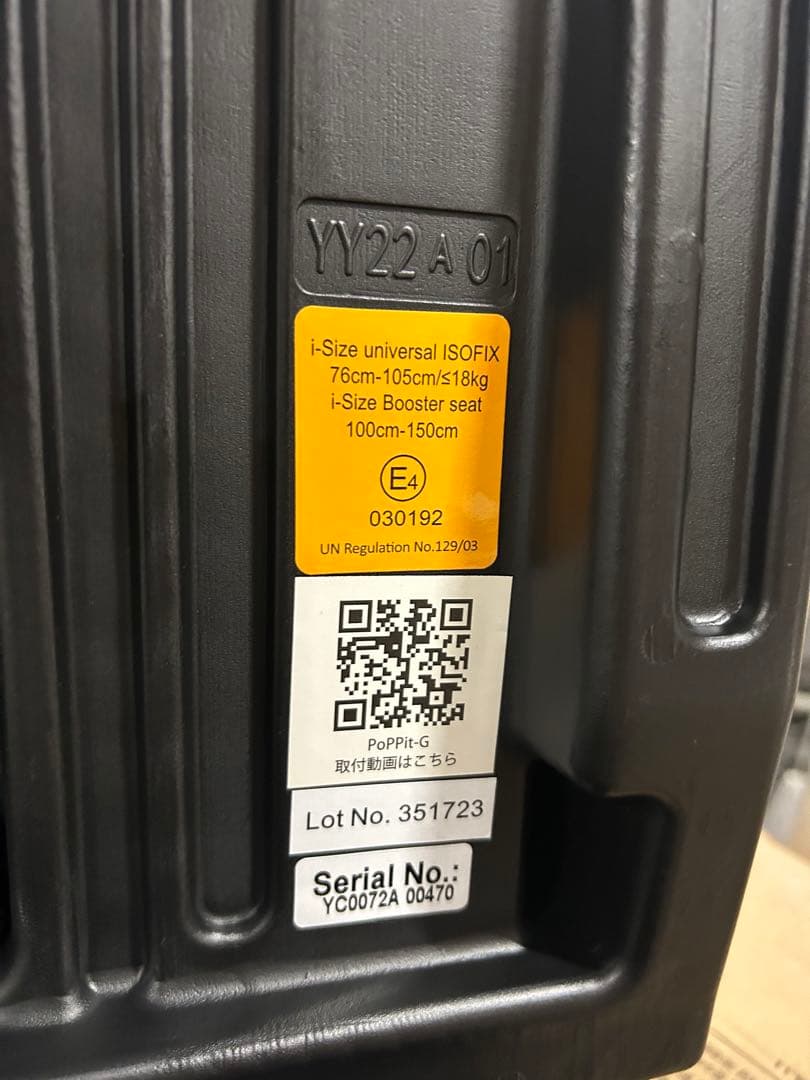 YY22 A 01
i-Size universal ISOFIX
76cm-105cm/≤18kg
i-Size Booster seat
100cm-150cm
E4
030192
UN Regulation No.129/03
PoPPit-G
取付動画はこちら
Lot No. 351723
Serial No.:
YC0072A 00470